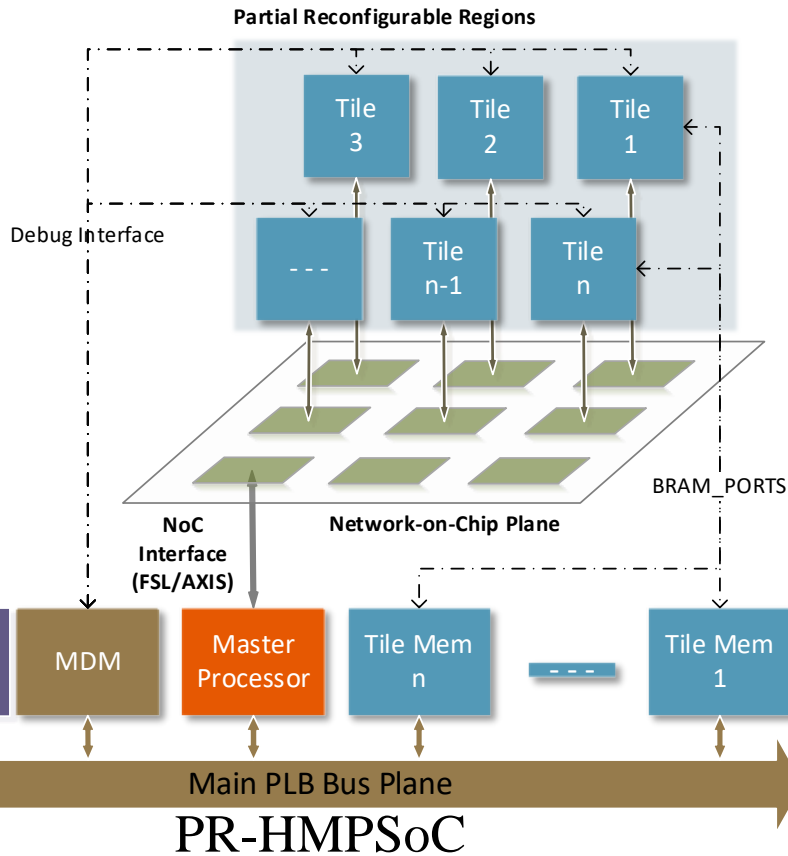 Partial Reconfigurable Regions
Tile
3
Tile
2
Tile
1
Debug Interface
- - -
Tile
n-1
Tile
n
BRAM_PORTS
NoC
Interface
(FSL/AXIS)
Network-on-Chip Plane
MDM
Master
Processor
Tile Mem
n
- - -
Tile Mem
1
Main PLB Bus Plane
PR-HMPSoC